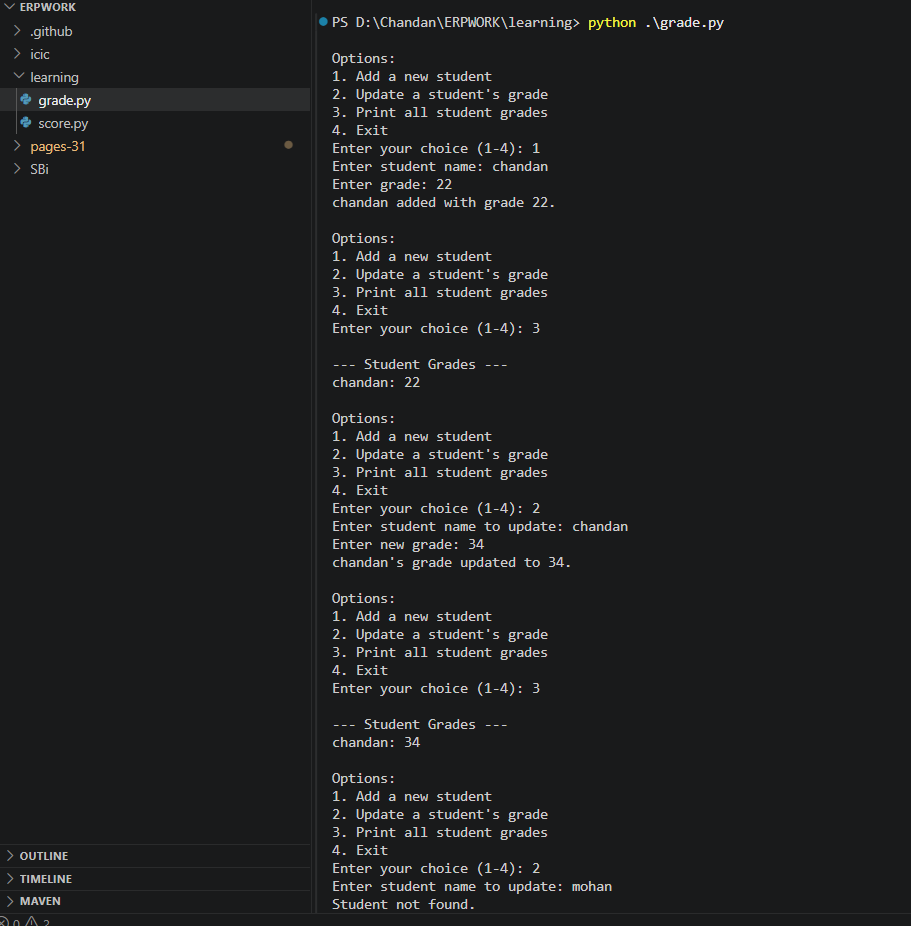 ERPWORK
.github
icic
learning
grade.py
score.py
pages-31
SBi
OUTLINE
TIMELINE
MAVEN
0 2
PS D:\Chandan\ERPWORK\learning> python .\grade.py
Options:
1. Add a new student
2. Update a student's grade
3. Print all student grades
4. Exit
Enter your choice (1-4): 1
Enter student name: chandan
Enter grade: 22
chandan added with grade 22.
Options:
1. Add a new student
2. Update a student's grade
3. Print all student grades
4. Exit
Enter your choice (1-4): 3
--- Student Grades ---
chandan: 22
Options:
1. Add a new student
2. Update a student's grade
3. Print all student grades
4. Exit
Enter your choice (1-4): 2
Enter student name to update: chandan
Enter new grade: 34
chandan's grade updated to 34.
Options:
1. Add a new student
2. Update a student's grade
3. Print all student grades
4. Exit
Enter your choice (1-4): 3
--- Student Grades ---
chandan: 34
Options:
1. Add a new student
2. Update a student's grade
3. Print all student grades
4. Exit
Enter your choice (1-4): 2
Enter student name to update: mohan
Student not found.